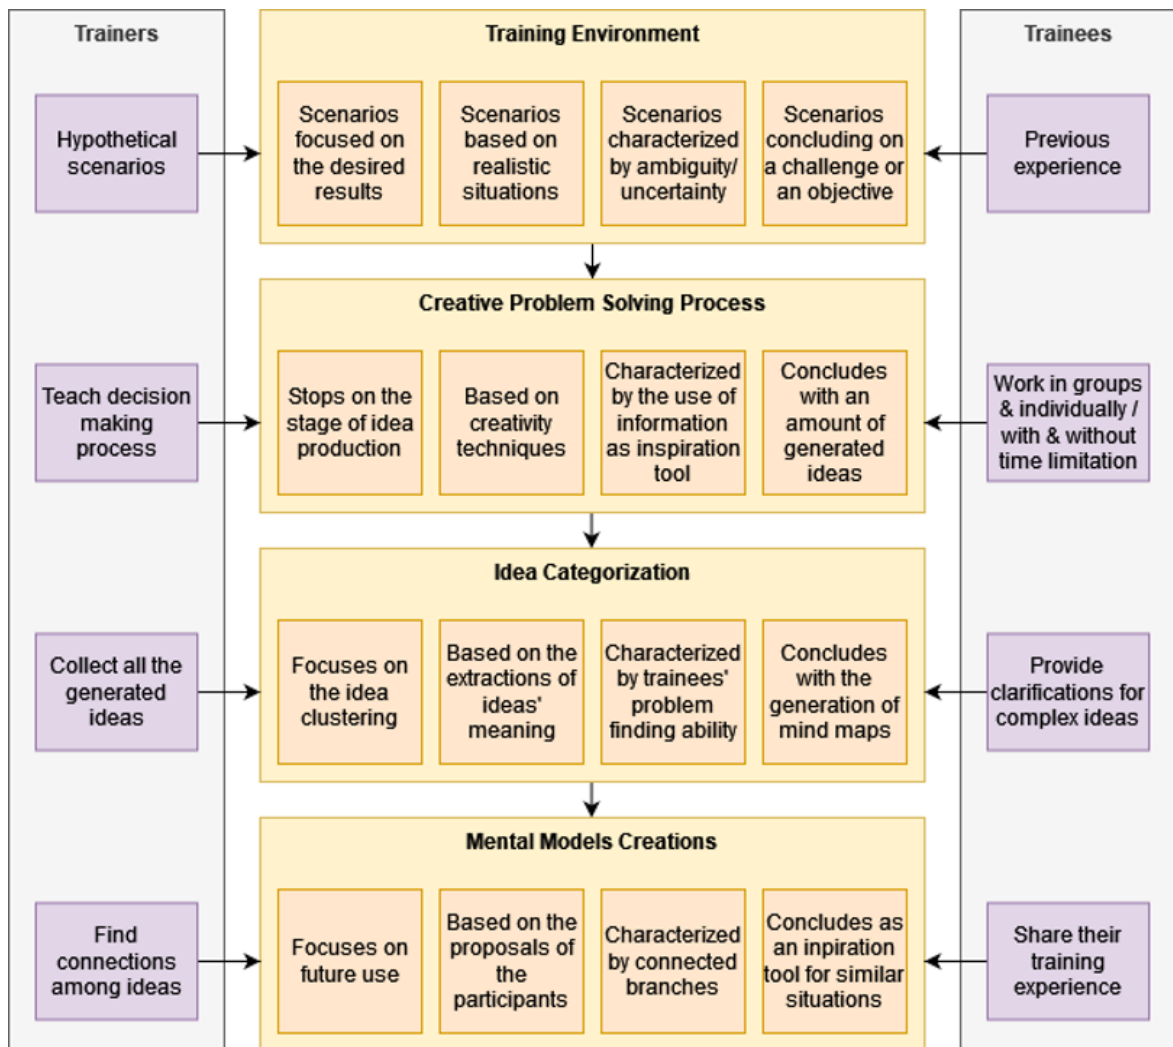 Trainers
Training Environment
Trainees
Hypothetical
scenarios
Scenarios
focused on
the desired
results
Scenarios
based on
realistic
situations
Scenarios
characterized
by ambiguity/
uncertainty
Scenarios
concluding on
a challenge or
an objective
Previous
experience
Creative Problem Solving Process
Teach decision
making
process
Stops on the
stage of idea
production
Based on
creativity
techniques
Characterized
by the use of
information
as inspiration
tool
Concludes
with an
amount of
generated
ideas
Work in groups
& individually /
with & without
time limitation
Idea Categorization
Collect all the
generated
ideas
Focuses on
the idea
clustering
Based on the
extractions of
ideas'
meaning
Characterized
by trainees'
problem
finding ability
Concludes
with the
generation of
mind maps
Provide
clarifications for
complex ideas
Mental Models Creations
Find
connections
among ideas
Focuses on
future use
Based on the
proposals of
the
participants
Characterized
by connected
branches
Concludes as
an inpiration
tool for similar
situations
Share their
training
experience